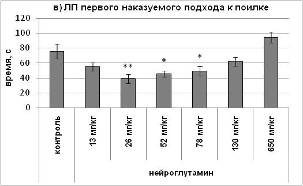 в) ЛП первого наказуемого подхода к поилке
время, с
120
100
80
60
40
20
0
** * *
контроль
13 мг/кг
26 мг/кг
52 мг/кг
78 мг/кг
130 мг/кг
650 мг/кг
нейроглутамин